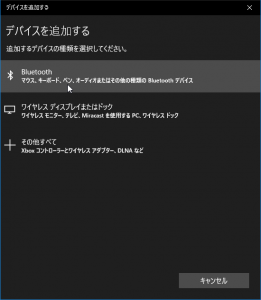 デバイスを追加する
デバイスを追加する
追加するデバイスの種類を選択してください。
Bluetooth
マウス、キーボード、ペン、オーディオまたはその他の種類の Bluetooth デバイス
ワイヤレス ディスプレイまたはドック
ワイヤレス モニター、テレビ、Miracast を使用する PC、ワイヤレス ドック
その他すべて
Xbox コントローラーとワイヤレス アダプター、DLNA など
キャンセル